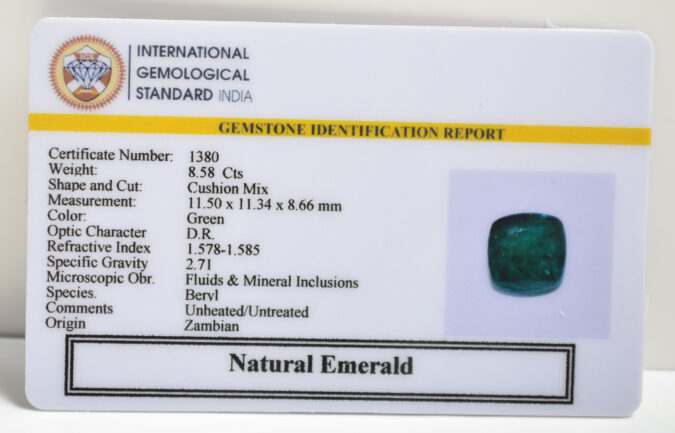 INTERNATIONAL
GEMOLOGICAL
STANDARD INDIA
GEMSTONE IDENTIFICATION REPORT
Certificate Number: 1380
Weight: 8.58 Cts
Shape and Cut: Cushion Mix
Measurement: 11.50 x 11.34 x 8.66 mm
Color: Green
Optic Character D.R.
Refractive Index 1.578-1.585
Specific Gravity 2.71
Microscopic Obr. Fluids & Mineral Inclusions
Species. Beryl
Comments Unheated/Untreated
Origin Zambian
Natural Emerald